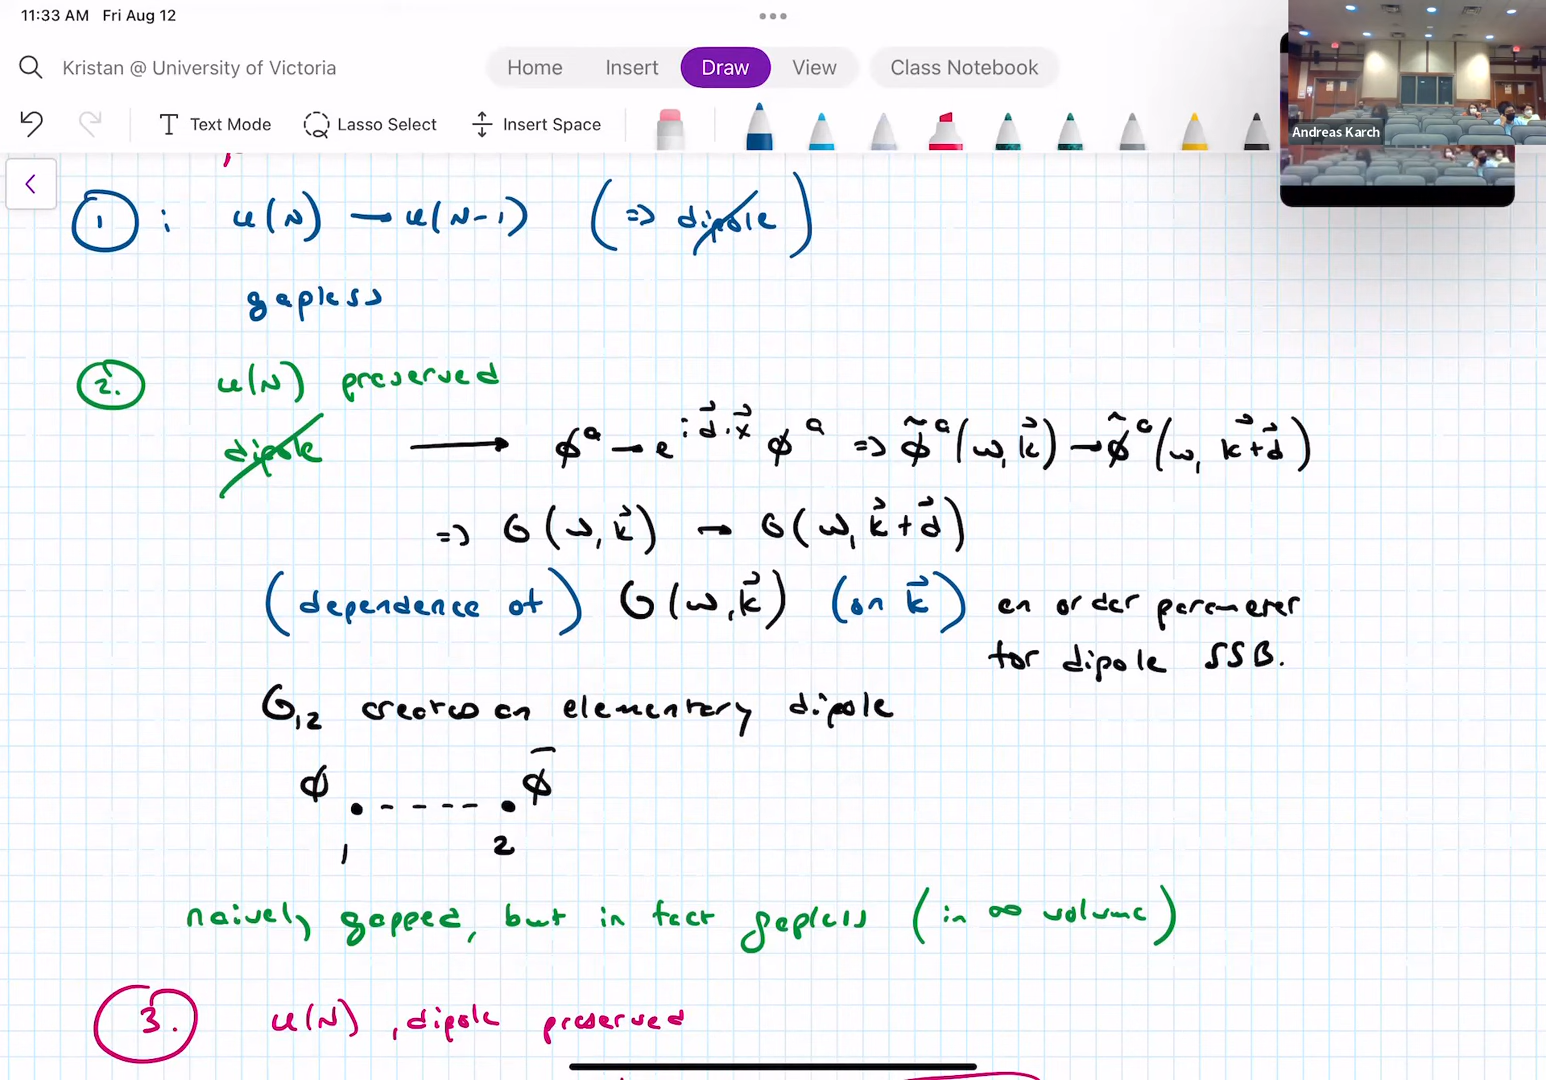 11:33 AM Fri Aug 12
Kristan @ University of Victoria
Home Insert Draw View Class Notebook
Text Mode Lasso Select Insert Space
Andreas Karch
1 : U(N) → U(N-1) (⇒ dipole)
gapless
2. U(N) preserved
dipole → ϕᵃ → e^{i d⃗·x⃗} ϕᵃ ⇒ ϕ̃ᵃ(ω, k⃗) → ϕ̃ᵃ(ω, k⃗+d⃗)
⇒ G(ω, k⃗) → G(ω, k⃗+d⃗)
(dependence of) G(ω, k⃗) (on k⃗) an order parameter
for dipole SSB.
G₁₂ creates an elementary dipole
ϕ ϕ̄
1 2
naively gapped, but in fact gapless (in ∞ volume)
3. U(N), dipole preserved